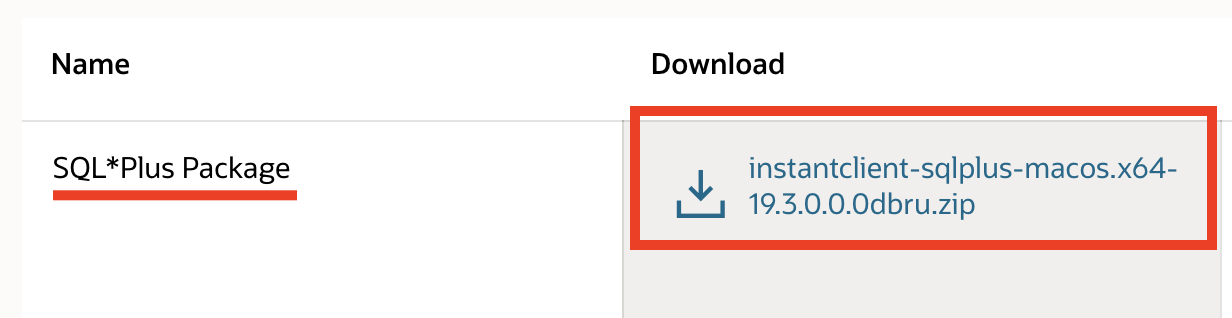 Name
Download
SQL*Plus Package
instantclient-sqlplus-macos.x64-
19.3.0.0.0dbru.zip